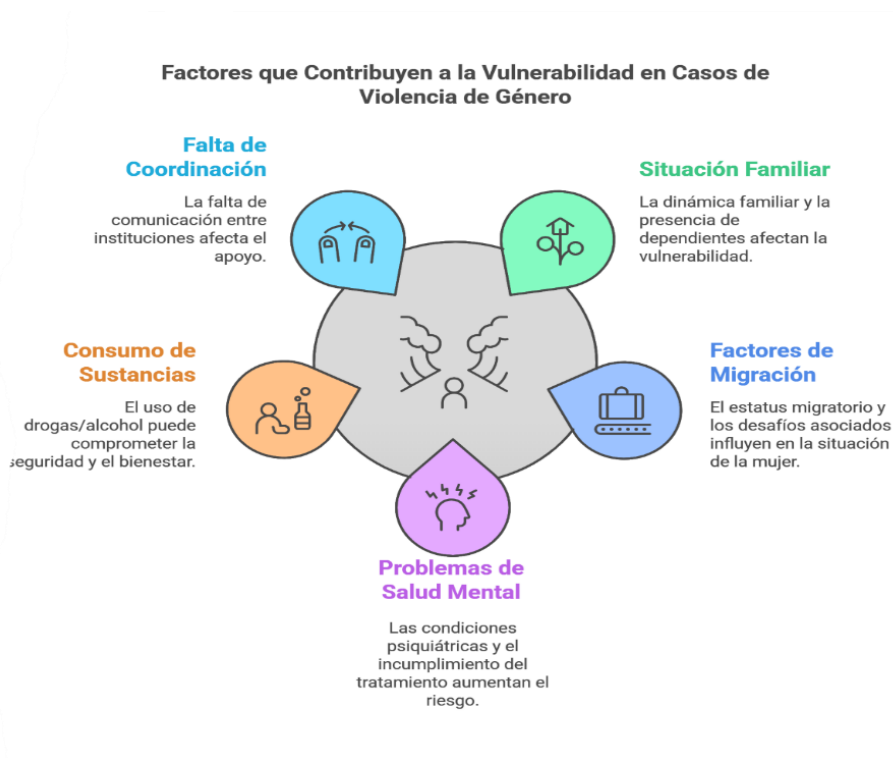 Factores que Contribuyen a la Vulnerabilidad en Casos de
Violencia de Género
Falta de
Coordinación
La falta de
comunicación entre
instituciones afecta el
apoyo.
Situación Familiar
La dinámica familiar y la
presencia de
dependientes afectan la
vulnerabilidad.
Consumo de
Sustancias
El uso de
drogas/alcohol puede
comprometer la
seguridad y el bienestar.
Factores de
Migración
El estatus migratorio y
los desafíos asociados
influyen en la situación
de la mujer.
Problemas de
Salud Mental
Las condiciones
psiquiátricas y el
incumplimiento del
tratamiento aumentan el
riesgo.